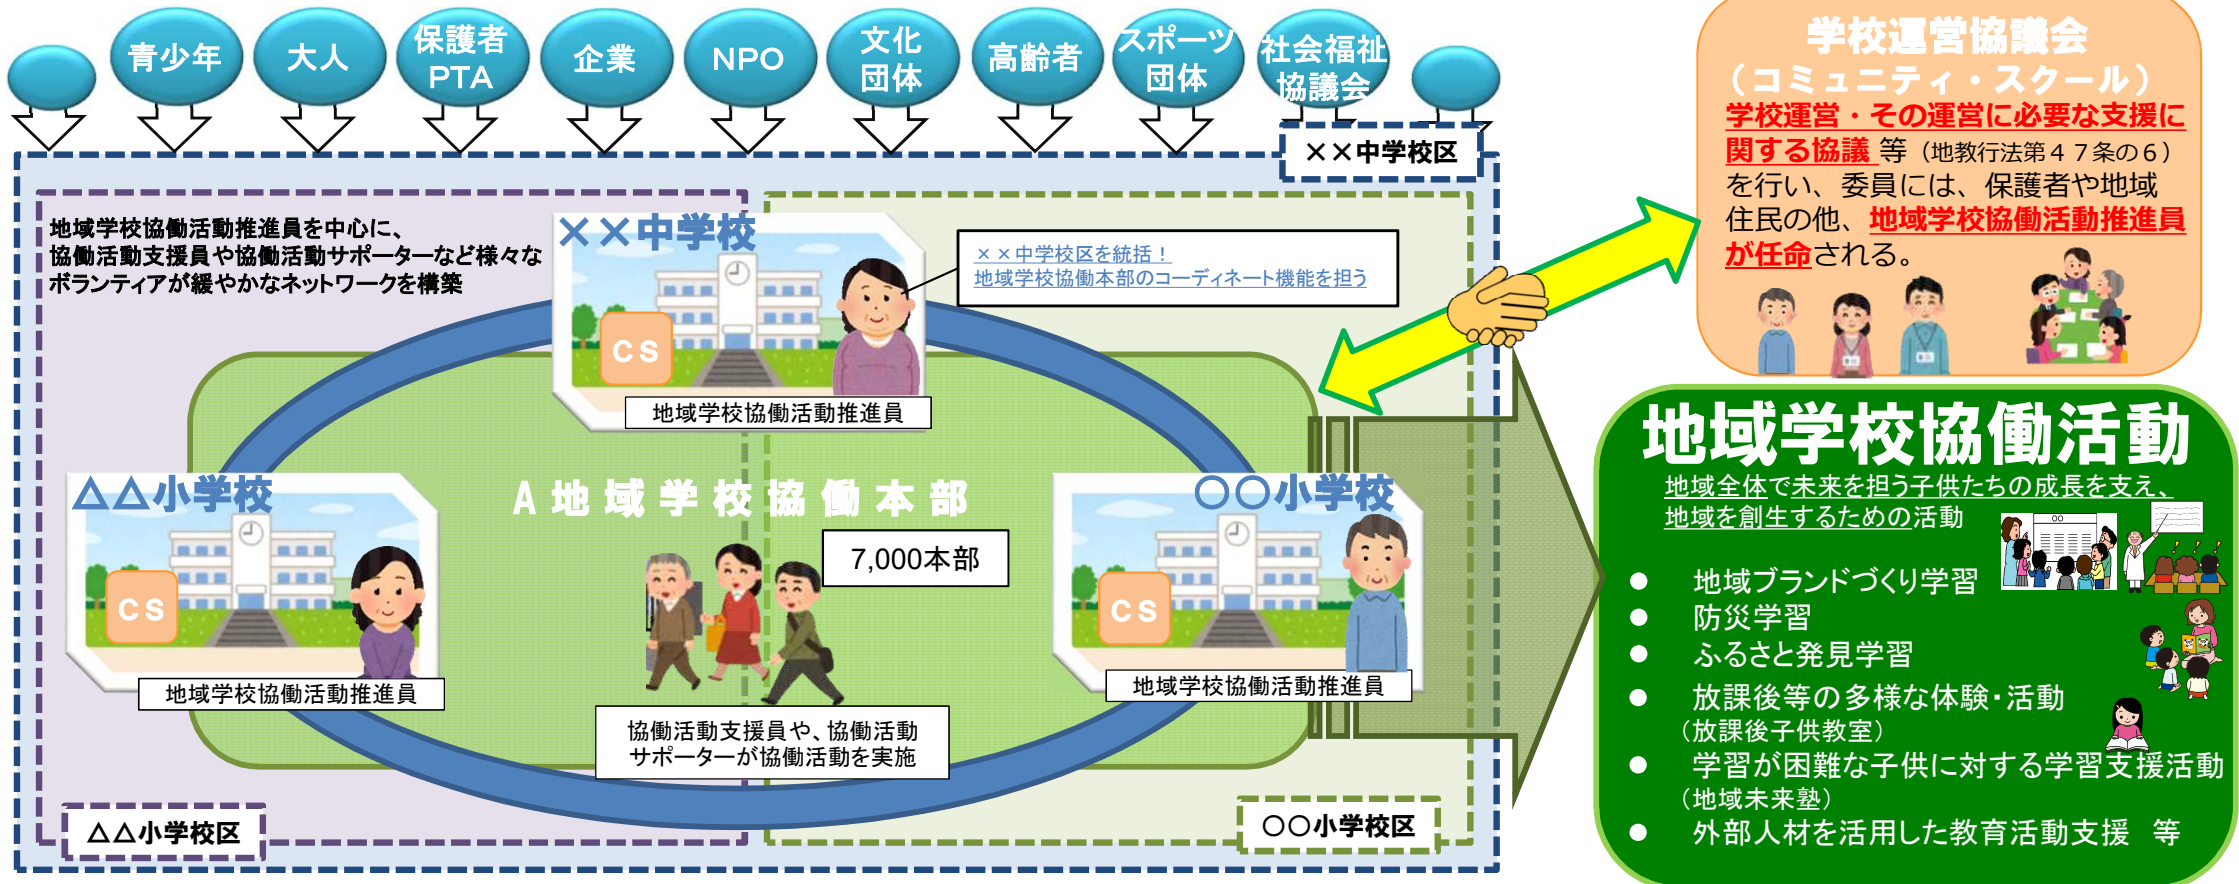 青少年
大人
保護者
PTA
企業
NPO
文化
団体
高齢者
スポーツ
団体
社会福祉
協議会
××中学校区
地域学校協働活動推進員を中心に、
協働活動支援員や協働活動サポーターなど様々な
ボランティアが緩やかなネットワークを構築
××中学校
××中学校区を統括！
地域学校協働本部のコーディネート機能を担う
CS
地域学校協働活動推進員
△△小学校
CS
地域学校協働活動推進員
A地域学校協働本部
7,000本部
協働活動支援員や、協働活動
サポーターが協働活動を実施
○○小学校
CS
地域学校協働活動推進員
△△小学校区
○○小学校区
学校運営協議会
（コミュニティ・スクール）
学校運営・その運営に必要な支援に
関する協議 等（地教行法第４７条の６）
を行い、委員には、保護者や地域
住民の他、地域学校協働活動推進員
が任命される。
地域学校協働活動
地域全体で未来を担う子供たちの成長を支え、
地域を創生するための活動
● 地域ブランドづくり学習
● 防災学習
● ふるさと発見学習
● 放課後等の多様な体験・活動
（放課後子供教室）
● 学習が困難な子供に対する学習支援活動
（地域未来塾）
● 外部人材を活用した教育活動支援　等